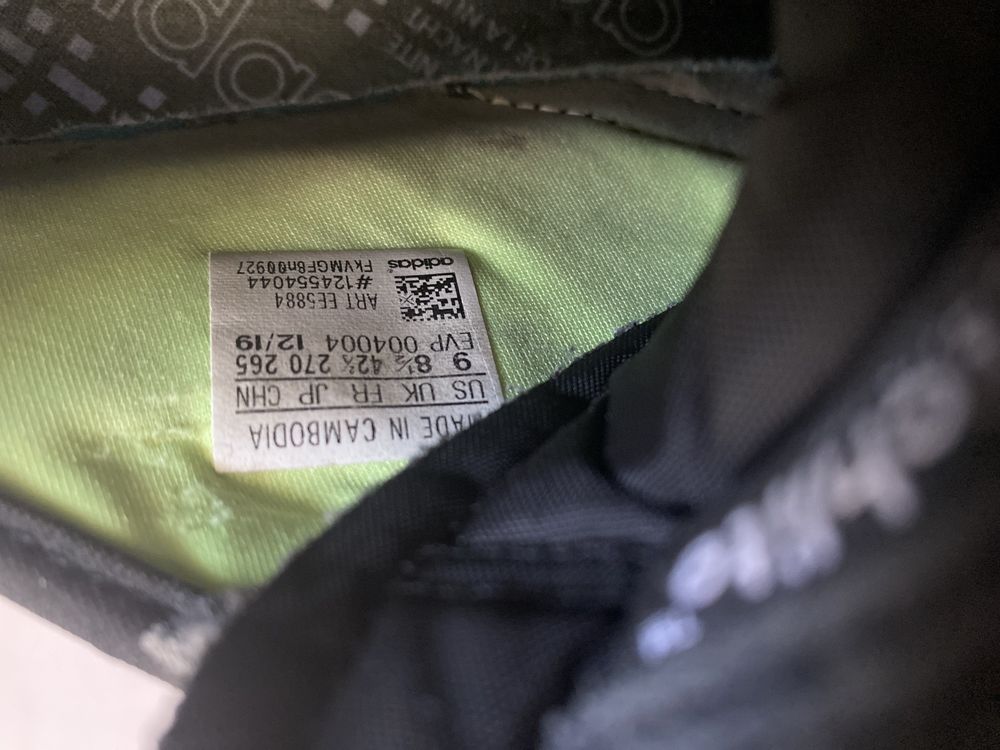 MADE IN CAMBODIA
US UK FR JP CHN
9 8½ 42⅔ 270 265
EVP 004004 12/19
ART EE5884
#124554044
adidas FKVMGF8n00927